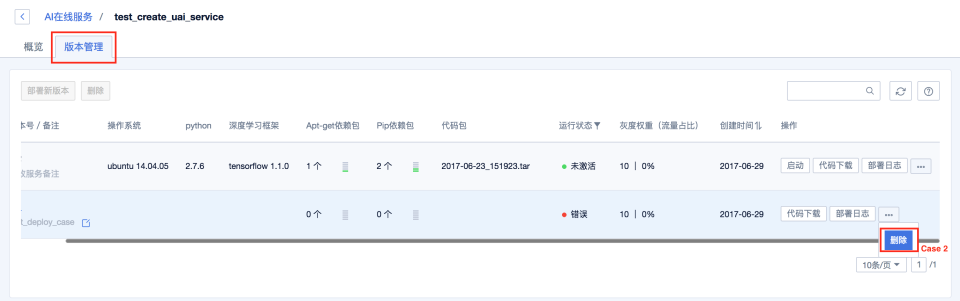 AI在线服务 / test_create_uai_service
概览 版本管理
部署新版本 删除
本号 / 备注 操作系统 python 深度学习框架 Apt-get依赖包 Pip依赖包 代码包 运行状态 灰度权重（流量占比） 创建时间 操作
ubuntu 14.04.05 2.7.6 tensorflow 1.1.0 1 个 2 个 2017-06-23_151923.tar 未激活 10 | 0% 2017-06-29 启动 代码下载 部署日志 ...
服务备注
t_deploy_case 0 个 0 个 错误 10 | 0% 2017-06-29 代码下载 部署日志 ...
删除
Case 2
10条/页 1 /1